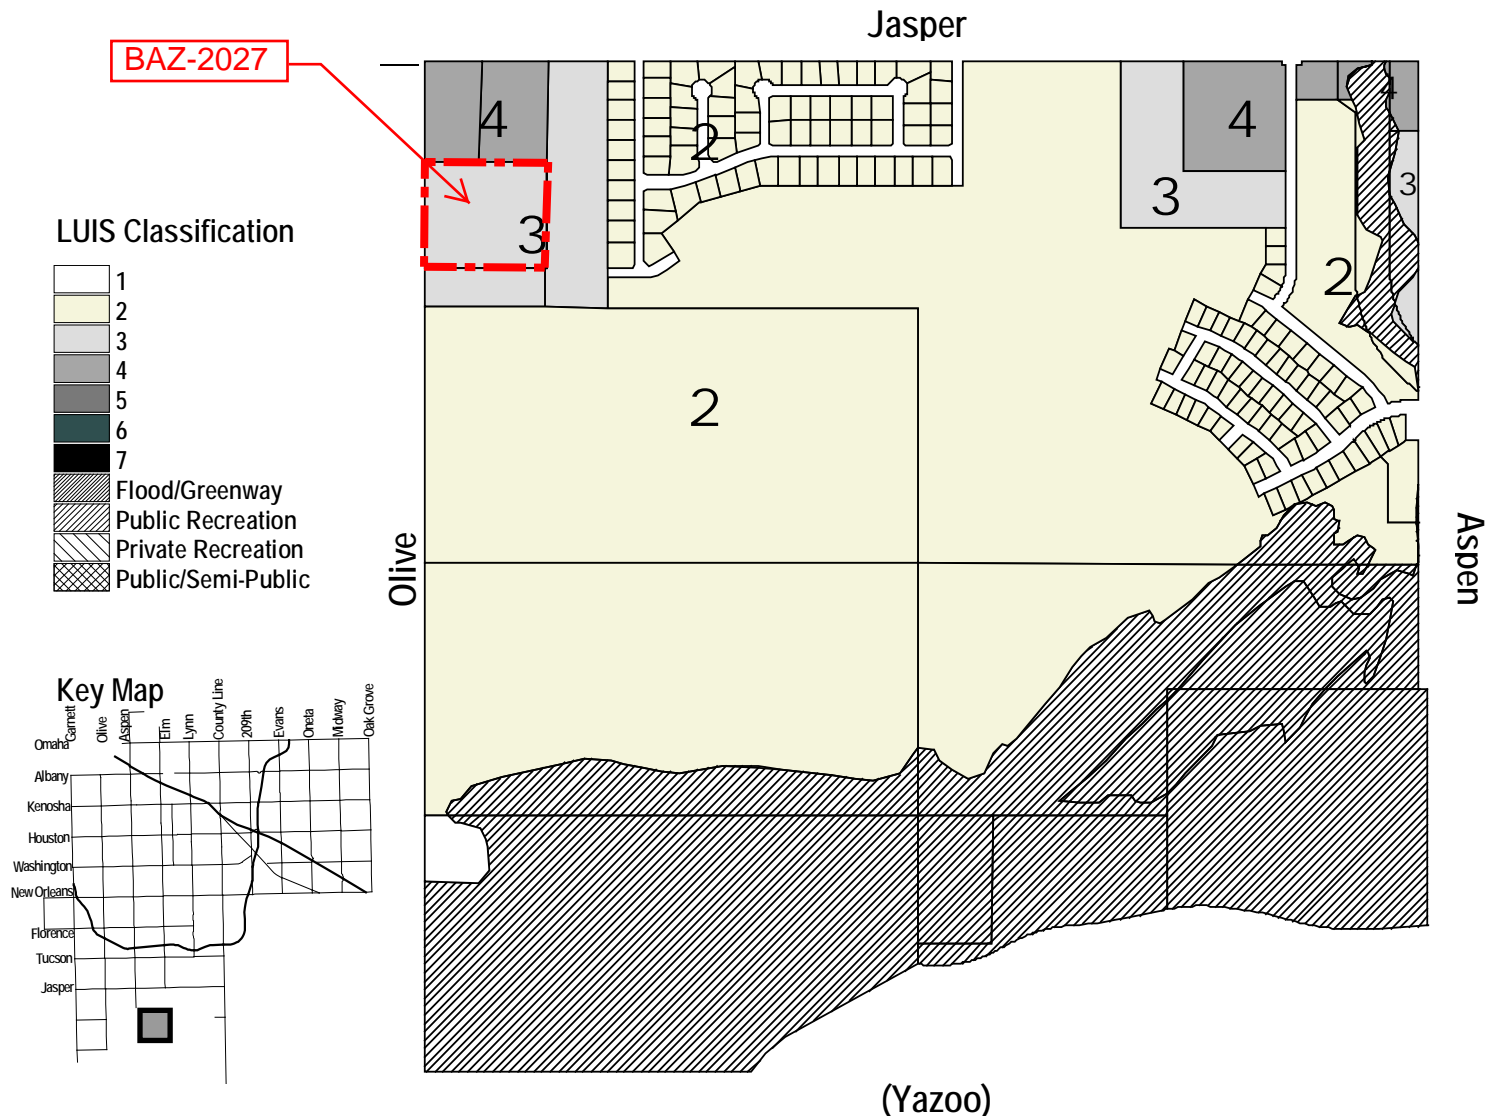 Jasper
BAZ-2027
4
2
4
4
3
3
3
2
2
LUIS Classification
1
2
3
4
5
6
7
Flood/Greenway
Public Recreation
Private Recreation
Public/Semi-Public
Olive
Aspen
(Yazoo)
Key Map
Garnett
Olive
Aspen
Elm
Lynn
County Line
209th
Evans
Oneta
Midway
Oak Grove
Omaha
Albany
Kenosha
Houston
Washington
New Orleans
Florence
Tucson
Jasper